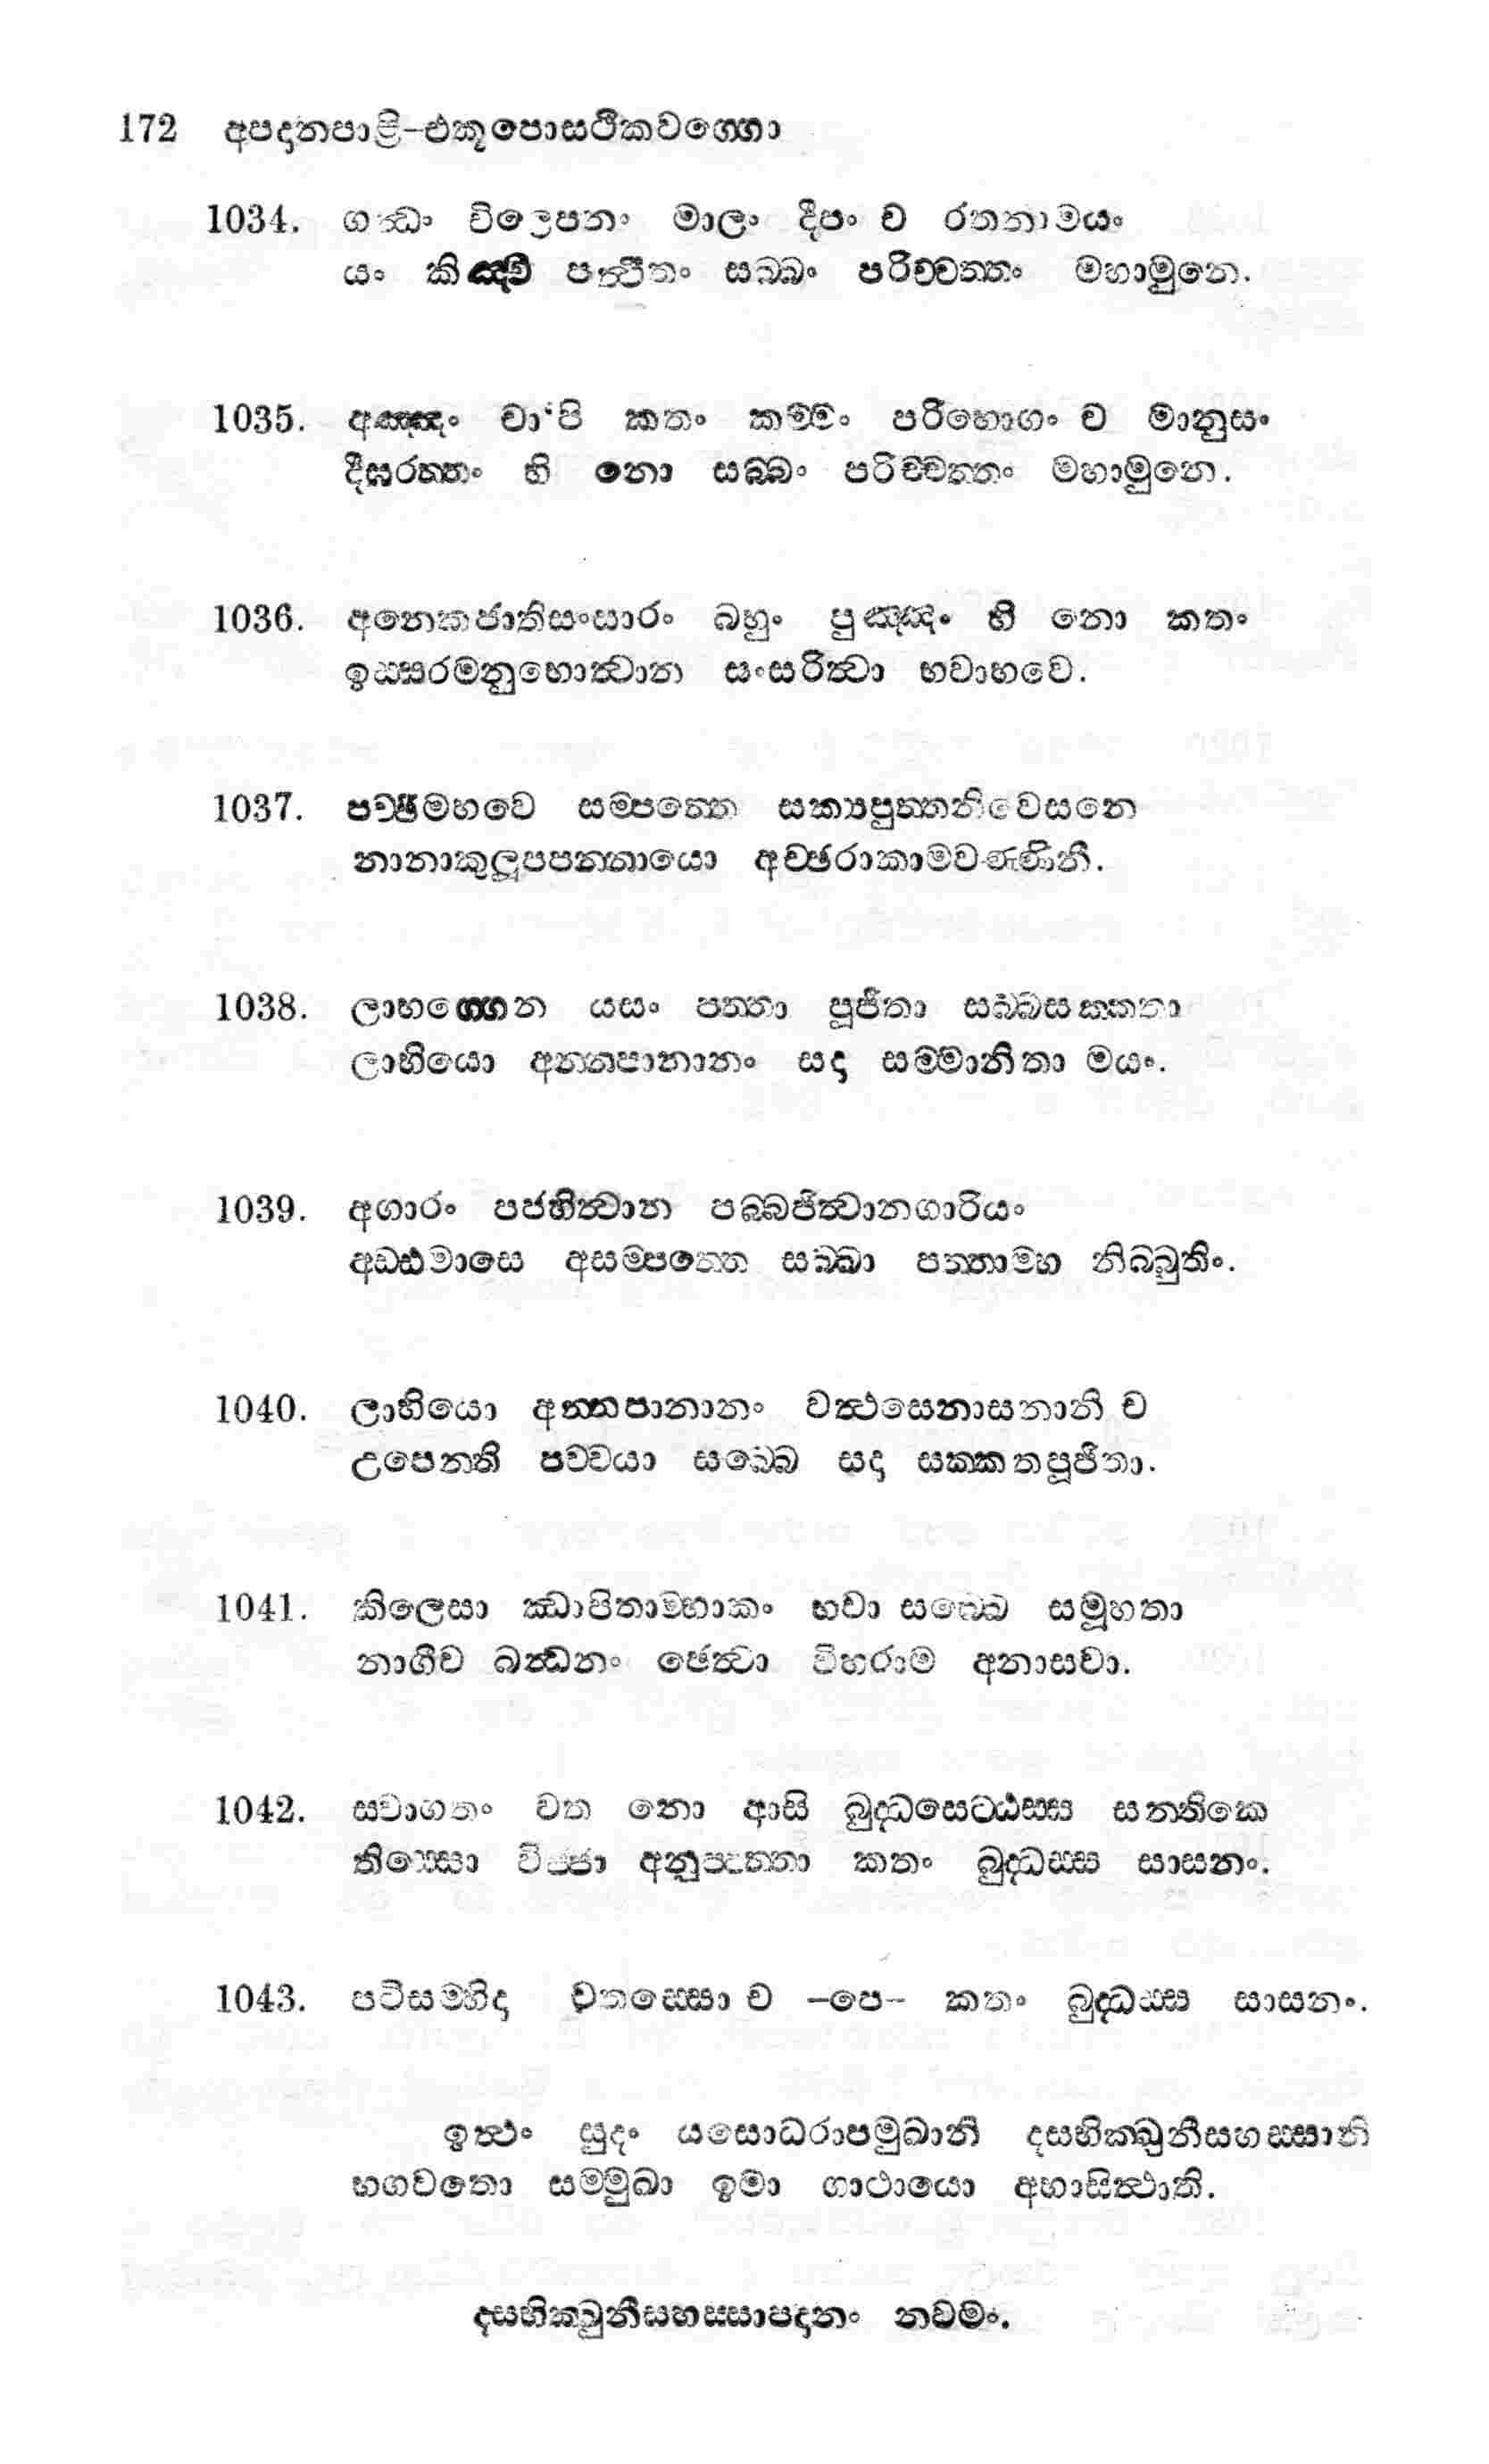 172 අපදානපාළි-එකූපොසථිකවග්ගො
1034. ගන්ධං විලෙපනං මාලං දීපං ච රතනාමයං
යං කිඤ්චි පත්ථිතං සබ්බං පරිච්චත්තං මහාමුනෙ.
1035. අඤ්ඤං චා‘පි කතං කම්මං පරිභොගං ච මානුසං
දීඝරත්තං හි නො සබ්බං පරිච්චත්තං මහාමුනෙ.
1036. අනෙකජාතිසංසාරං බහුං පුඤ්ඤං හි නො කතං
ඉස්සරමනුභොත්වාන සංසරිත්වා භවාභවෙ.
1037. පච්ඡිමභවෙ සම්පත්තෙ සක්‍යපුත්තනිවෙසනෙ
නානාකුලූපපන්නායො අච්ඡරාකාමවණ්ණිනී.
1038. ලාභග්ගෙන යසං පත්තා පූජිතා සබ්බසක්කතා
ලාභියො අන්නපානානං සදා සම්මානිතා මයං.
1039. අගාරං පජහිත්වාන පබ්බජිත්වානගාරියං
අඩ්ඪමාසෙ අසම්පත්තෙ සබ්බා පත්තාම්හ නිබ්බුතිං.
1040. ලාභියො අන්නපානානං වත්ථසෙනාසනානි ච
උපෙන්ති පච්චයා සබ්බෙ සදා සක්කතපූජිතා.
1041. කිලෙසා ඣාපිතාම්හාකං භවා සබ්බෙ සමූහතා
නාගීව බන්ධනං ඡෙත්වා විහරාම අනාසවා.
1042. සවාගතං වත නො ආසි බුද්ධසෙට්ඨස්ස සන්තිකෙ
තිස්සො විජ්ජා අනුප්පත්තා කතං බුද්ධස්ස සාසනං.
1043. පටිසම්භිදා චතස්සො ච -පෙ- කතං බුද්ධස්ස සාසනං.
ඉත්ථං සුදං යසොධරාපමුඛානි දසභික්ඛුනීසහස්සානි
භගවතො සම්මුඛා ඉමා ගාථායො අභාසිත්ථාති.
දසභික්ඛුනීසහස්සාපදානං නවමං.